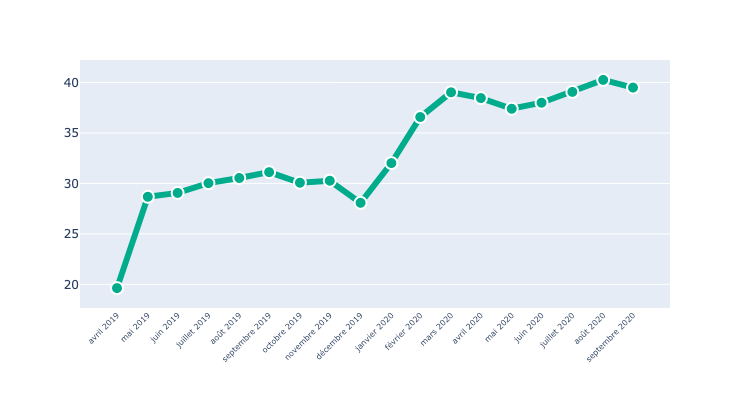 40
35
30
25
20
avril 2019
mai 2019
juin 2019
juillet 2019
août 2019
septembre 2019
octobre 2019
novembre 2019
décembre 2019
janvier 2020
février 2020
mars 2020
avril 2020
mai 2020
juin 2020
juillet 2020
août 2020
septembre 2020